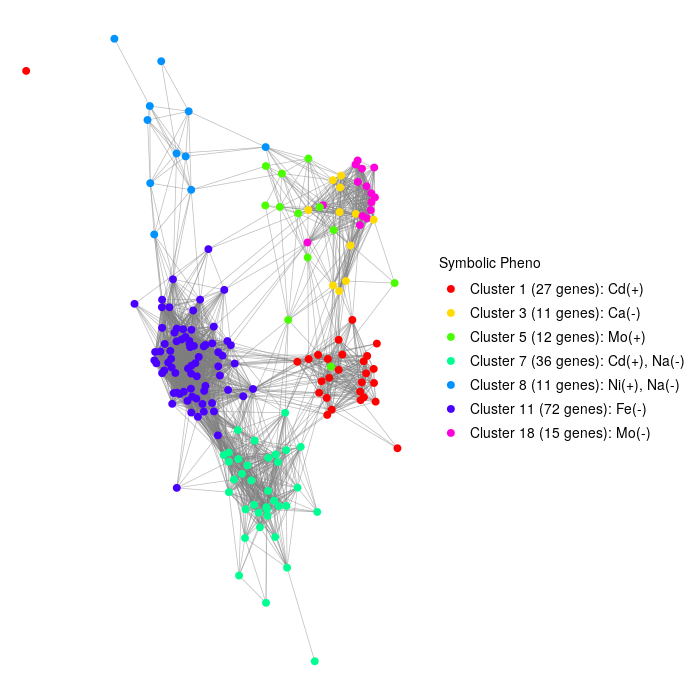 Symbolic Pheno
Cluster 1 (27 genes): Cd(+)
Cluster 3 (11 genes): Ca(-)
Cluster 5 (12 genes): Mo(+)
Cluster 7 (36 genes): Cd(+), Na(-)
Cluster 8 (11 genes): Ni(+), Na(-)
Cluster 11 (72 genes): Fe(-)
Cluster 18 (15 genes): Mo(-)